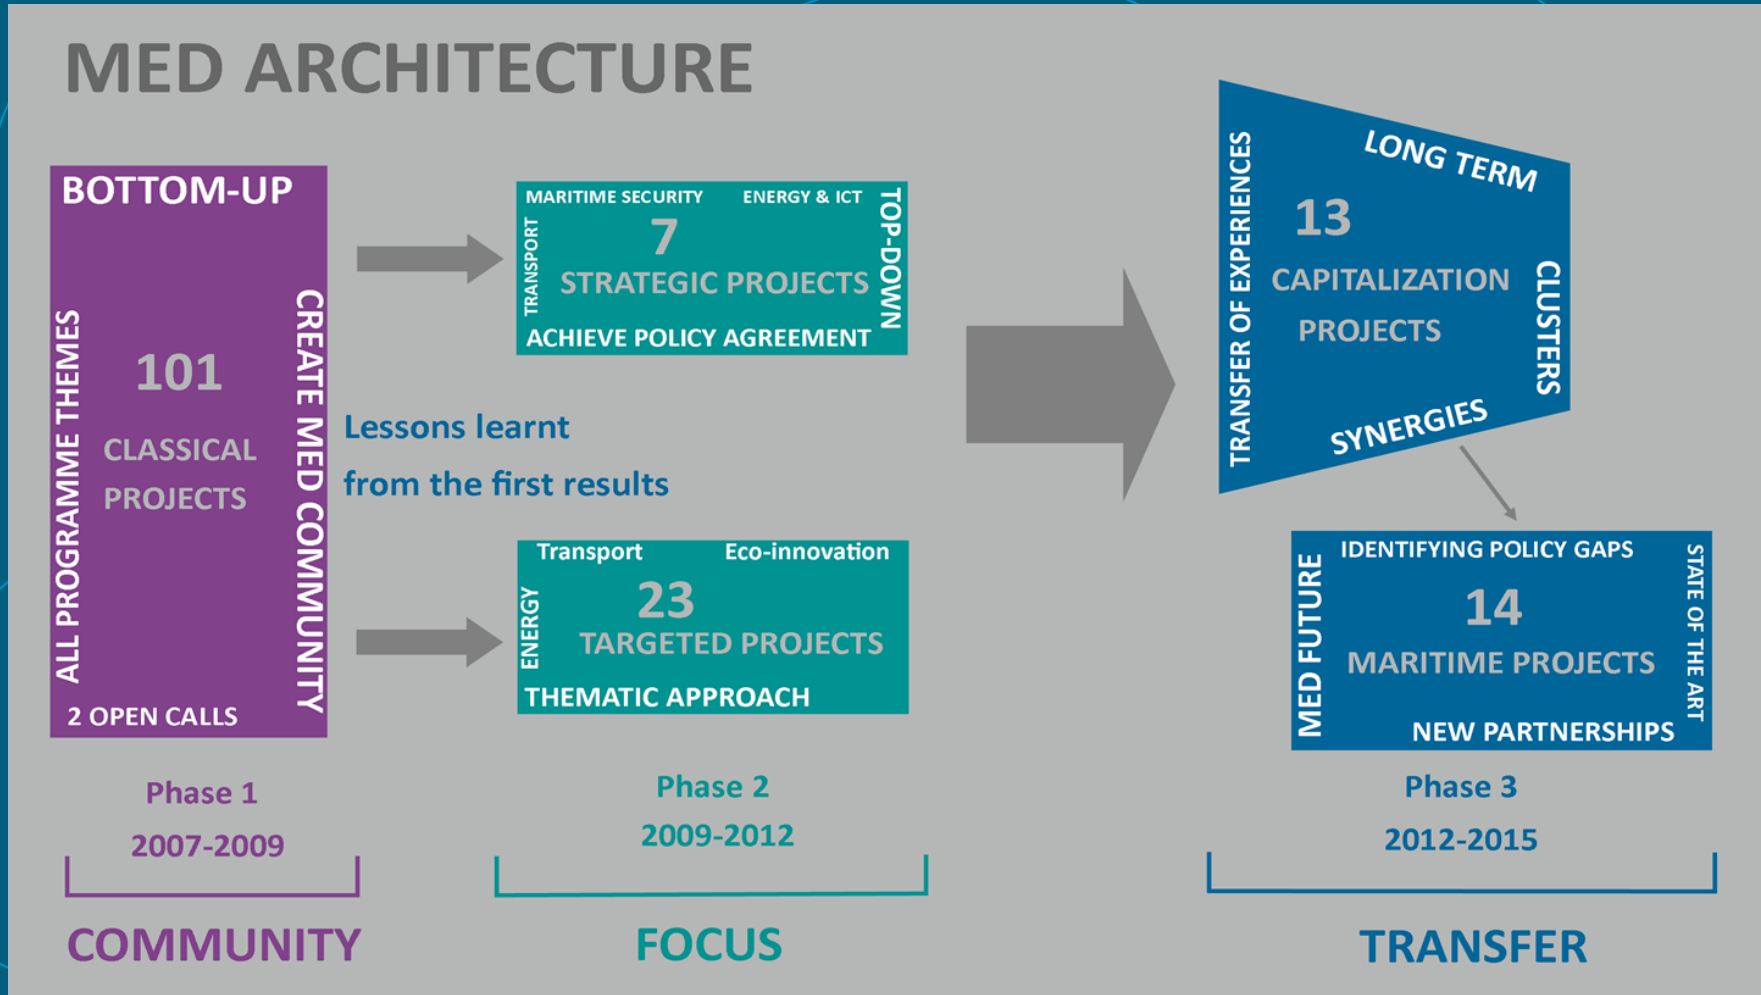 MED ARCHITECTURE
BOTTOM-UP
ALL PROGRAMME THEMES
101
CLASSICAL
PROJECTS
CREATE MED COMMUNITY
2 OPEN CALLS
Lessons learnt
from the first results
MARITIME SECURITY
ENERGY & ICT
TRANSPORT
7
STRATEGIC PROJECTS
TOP-DOWN
ACHIEVE POLICY AGREEMENT
Transport
Eco-innovation
ENERGY
23
TARGETED PROJECTS
THEMATIC APPROACH
TRANSFER OF EXPERIENCES
LONG TERM
13
CAPITALIZATION
PROJECTS
CLUSTERS
SYNERGIES
MED FUTURE
IDENTIFYING POLICY GAPS
14
MARITIME PROJECTS
STATE OF THE ART
NEW PARTNERSHIPS
Phase 1
2007-2009
COMMUNITY
Phase 2
2009-2012
FOCUS
Phase 3
2012-2015
TRANSFER